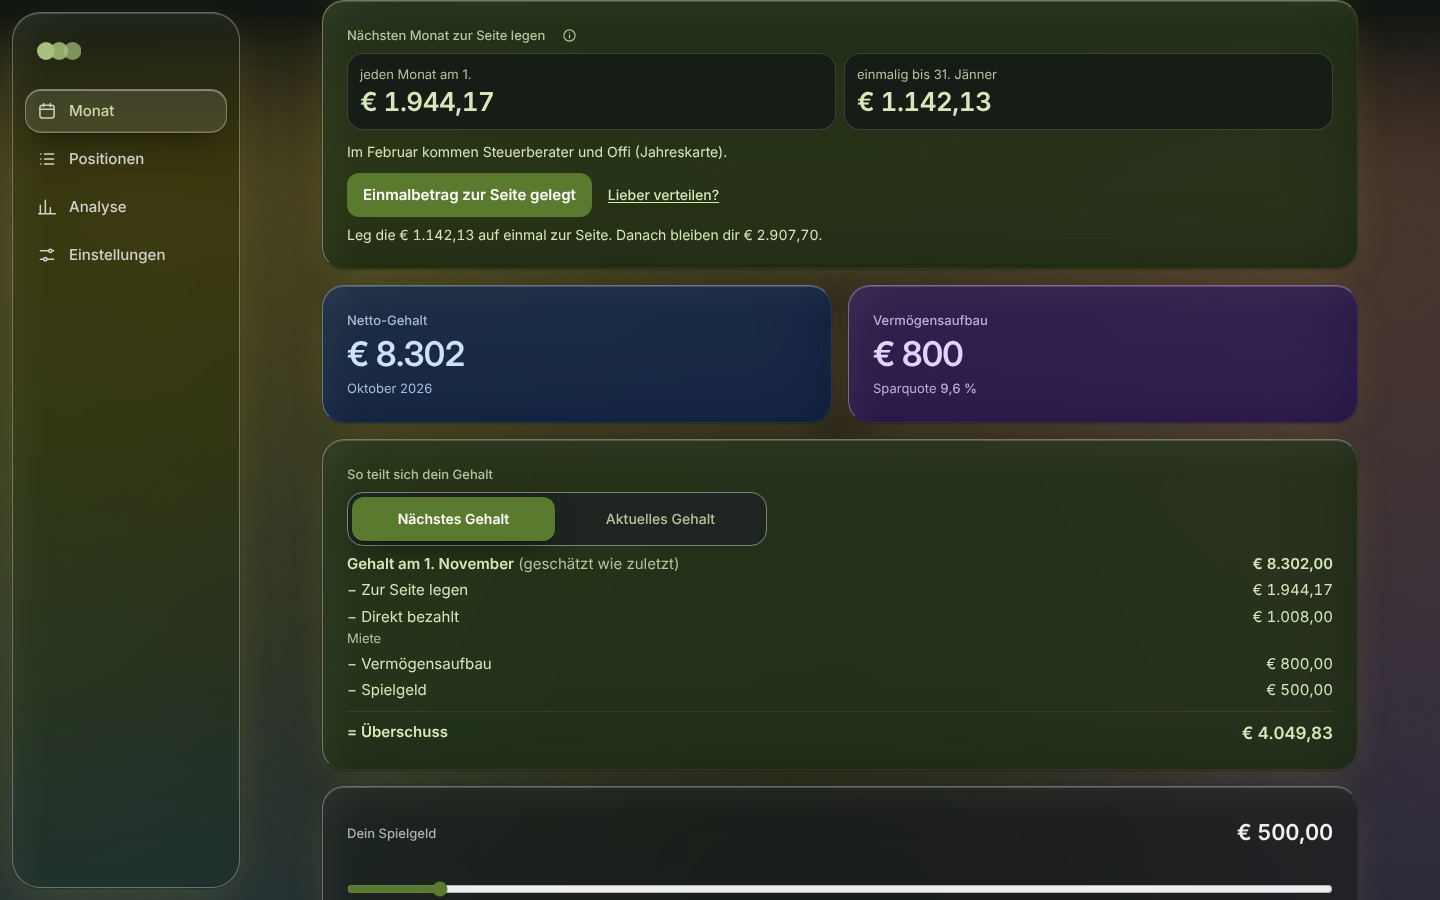 Nächsten Monat zur Seite legen
jeden Monat am 1.
€ 1.944,17
einmalig bis 31. Jänner
€ 1.142,13
Im Februar kommen Steuerberater und Offi (Jahreskarte).
Einmalbetrag zur Seite gelegt
Lieber verteilen?
Leg die € 1.142,13 auf einmal zur Seite. Danach bleiben dir € 2.907,70.
Monat
Positionen
Analyse
Einstellungen
Netto-Gehalt
€ 8.302
Oktober 2026
Vermögensaufbau
€ 800
Sparquote 9,6 %
So teilt sich dein Gehalt
Nächstes Gehalt
Aktuelles Gehalt
Gehalt am 1. November (geschätzt wie zuletzt) € 8.302,00
− Zur Seite legen € 1.944,17
− Direkt bezahlt € 1.008,00
Miete
− Vermögensaufbau € 800,00
− Spielgeld € 500,00
= Überschuss € 4.049,83
Dein Spielgeld € 500,00